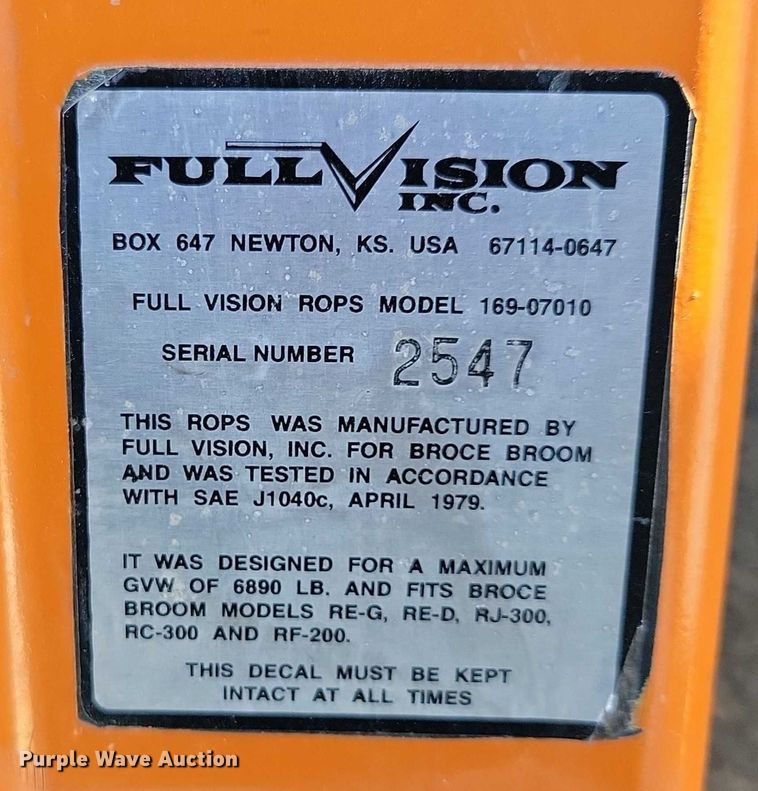 FULL VISION
INC.
BOX 647 NEWTON, KS. USA 67114-0647
FULL VISION ROPS MODEL 169-07010
SERIAL NUMBER 2547
THIS ROPS WAS MANUFACTURED BY
FULL VISION, INC. FOR BROCE BROOM
AND WAS TESTED IN ACCORDANCE
WITH SAE J1040c, APRIL 1979.
IT WAS DESIGNED FOR A MAXIMUM
GVW OF 6890 LB. AND FITS BROCE
BROOM MODELS RE-G, RE-D, RJ-300,
RC-300 AND RF-200.
THIS DECAL MUST BE KEPT
INTACT AT ALL TIMES
Purple Wave Auction